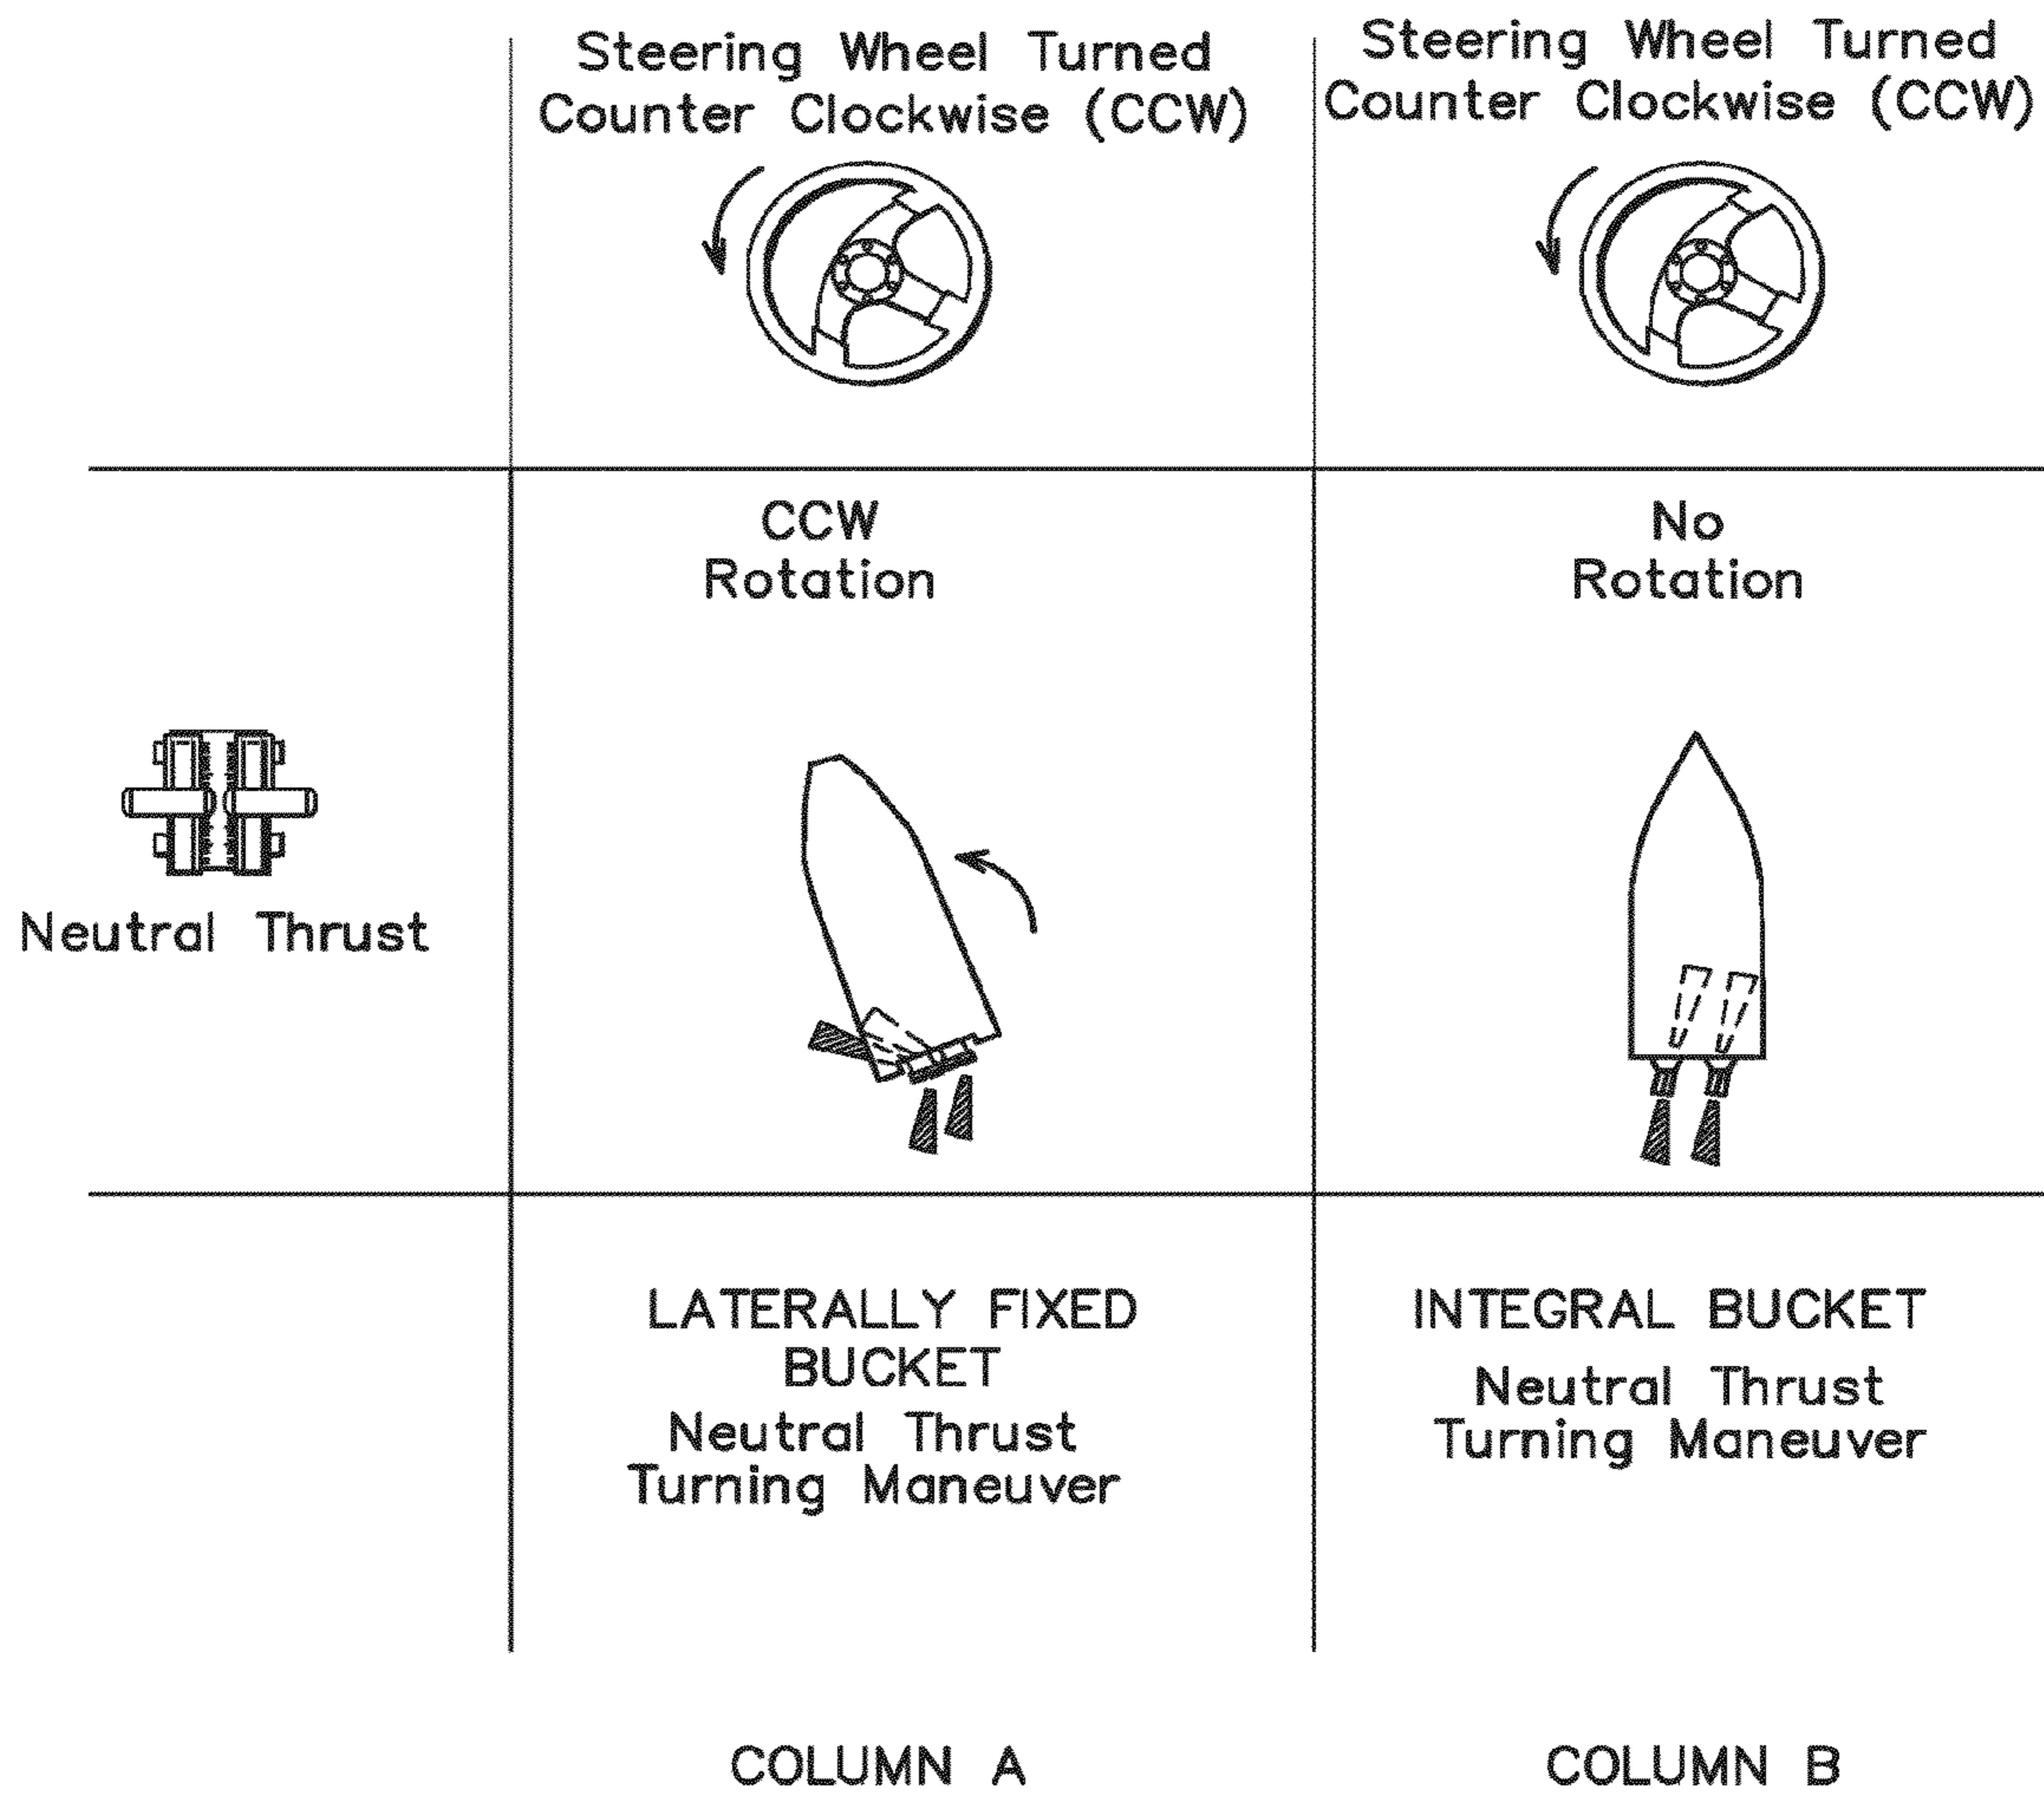 Steering Wheel Turned
Counter Clockwise (CCW)
Steering Wheel Turned
Counter Clockwise (CCW)
CCW
Rotation
No
Rotation
Neutral Thrust
LATERALLY FIXED
BUCKET
Neutral Thrust
Turning Maneuver
INTEGRAL BUCKET
Neutral Thrust
Turning Maneuver
COLUMN A
COLUMN B